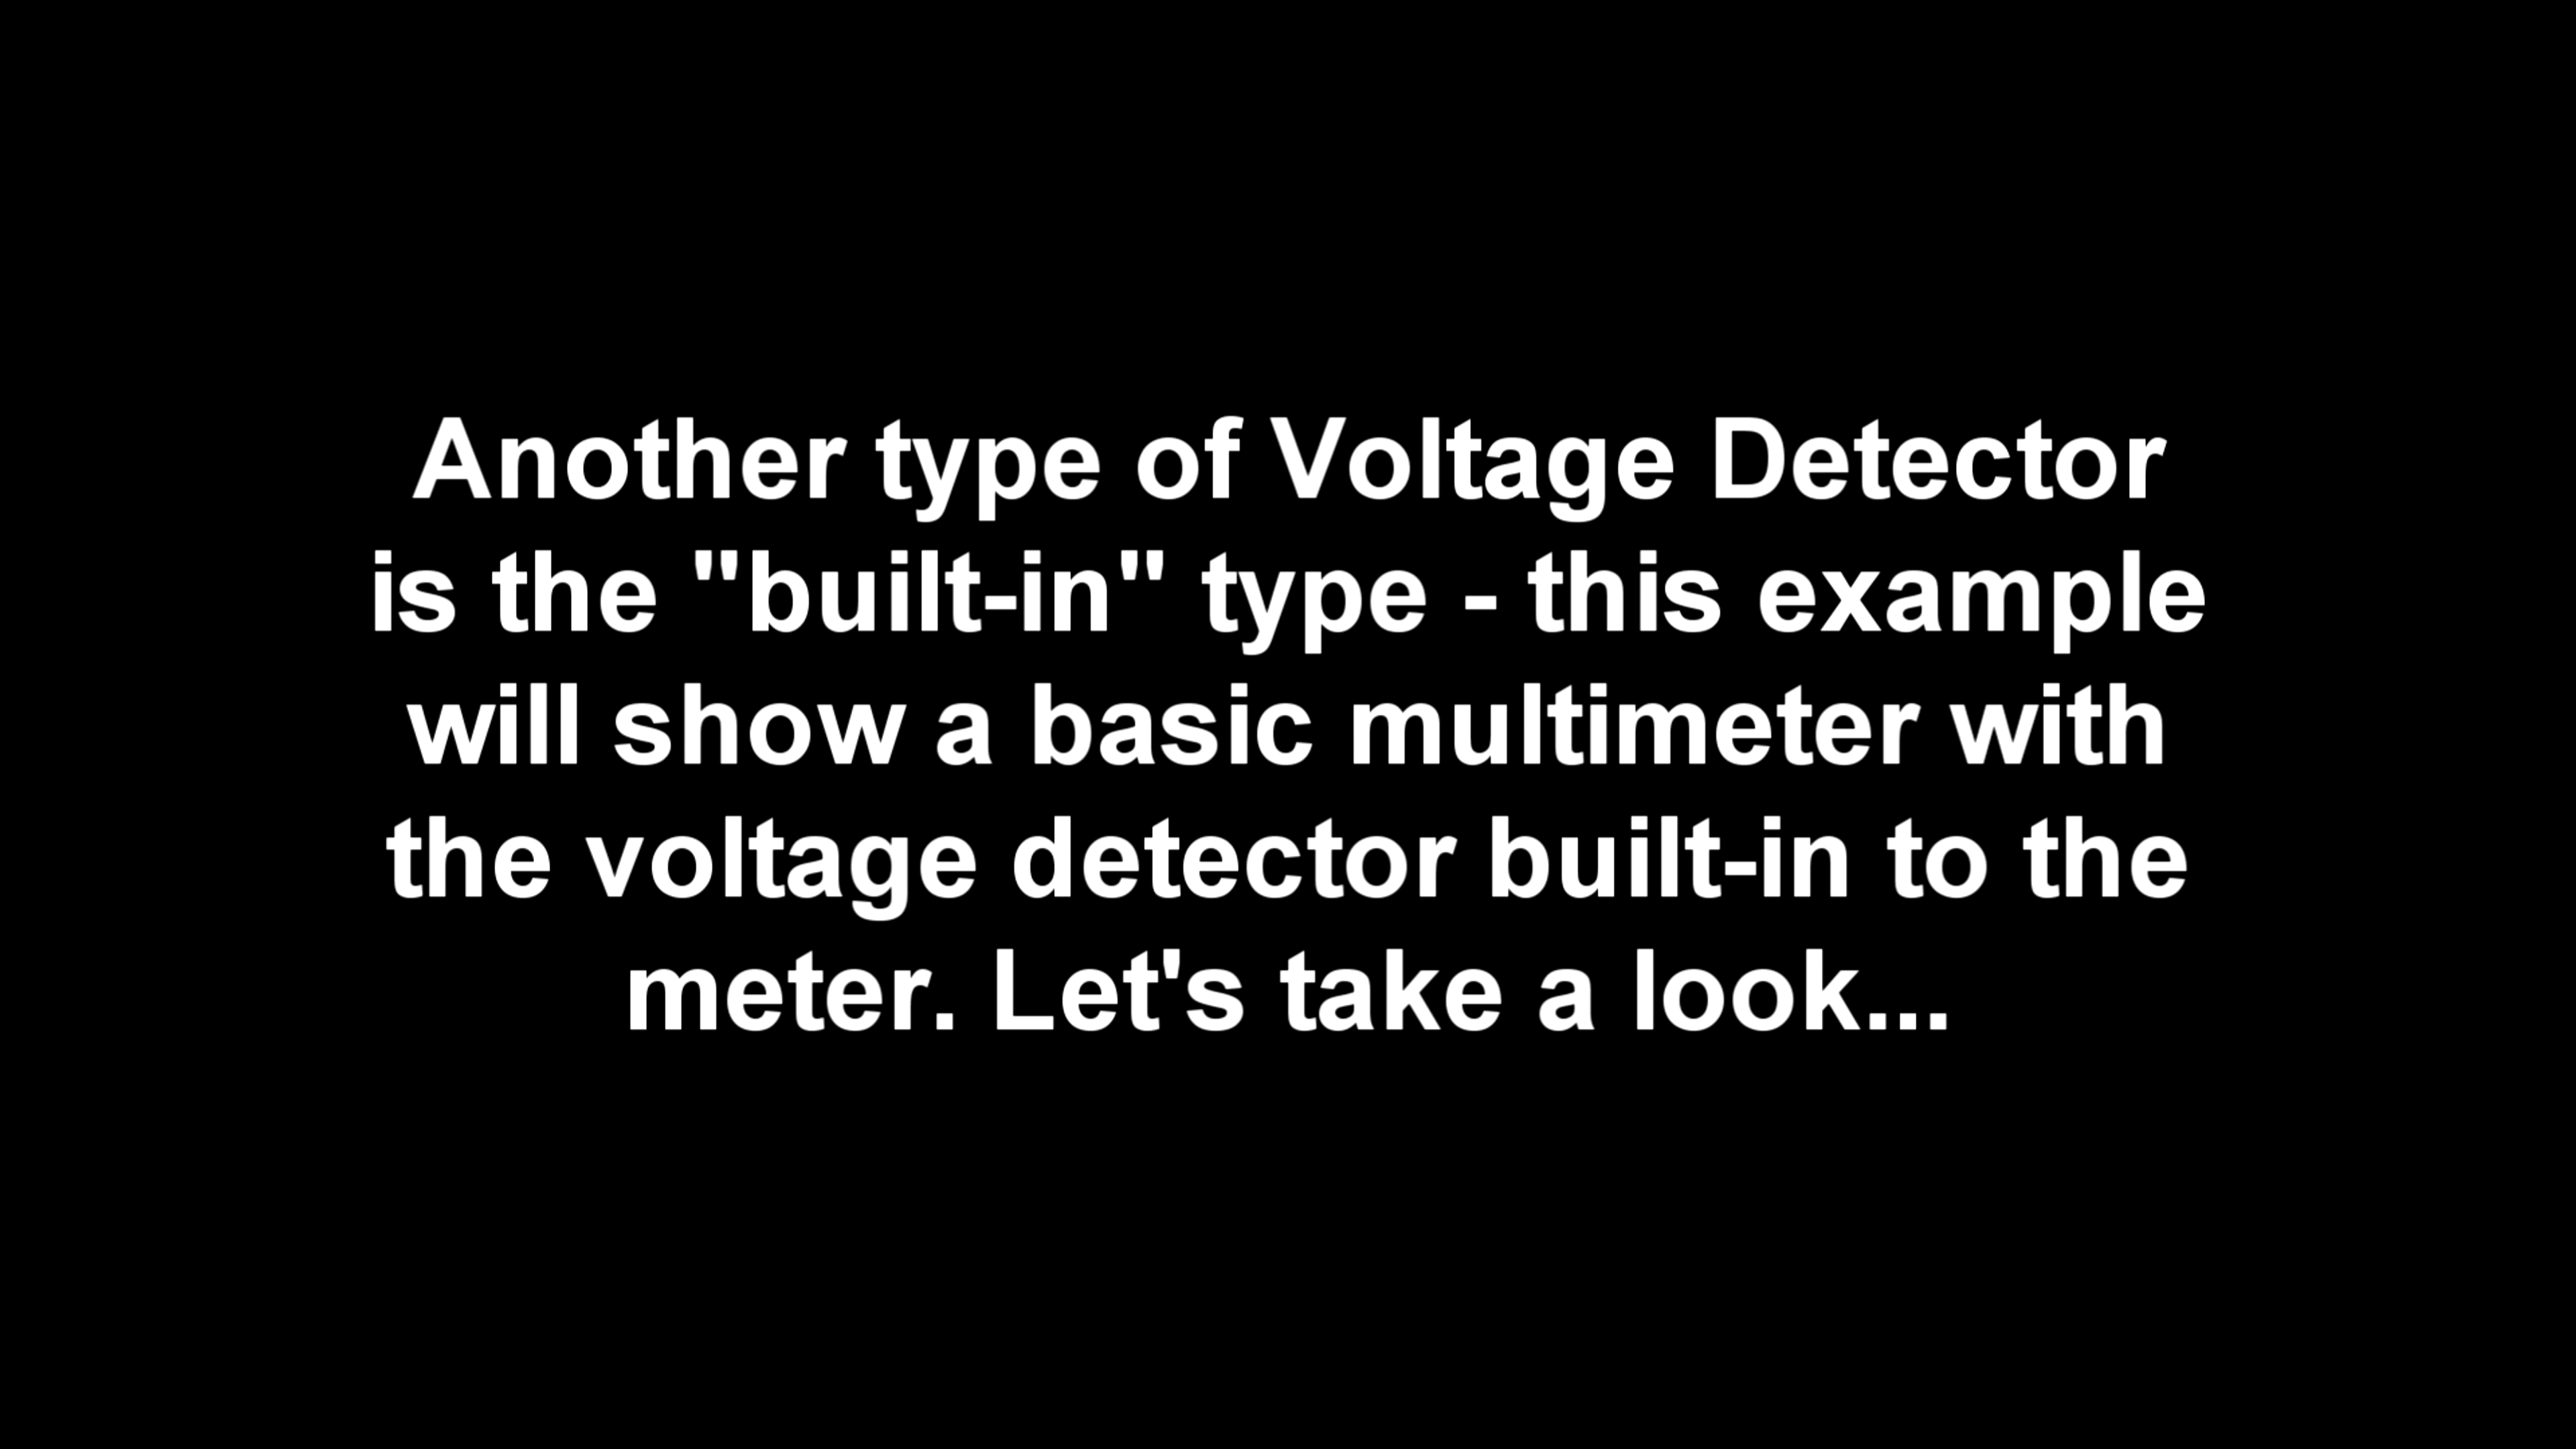 Another type of Voltage Detector
is the "built-in" type - this example
will show a basic multimeter with
the voltage detector built-in to the
meter. Let's take a look...